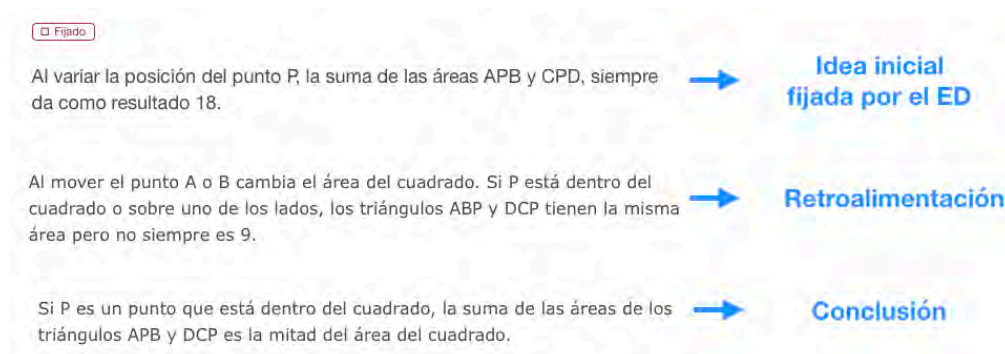 Fijado
Al variar la posición del punto P, la suma de las áreas APB y CPD, siempre
da como resultado 18.
Idea inicial
fijada por el ED
Al mover el punto A o B cambia el área del cuadrado. Si P está dentro del
cuadrado o sobre uno de los lados, los triángulos ABP y DCP tienen la misma
área pero no siempre es 9.
Retroalimentación
Si P es un punto que está dentro del cuadrado, la suma de las áreas de los
triángulos APB y DCP es la mitad del área del cuadrado.
Conclusión